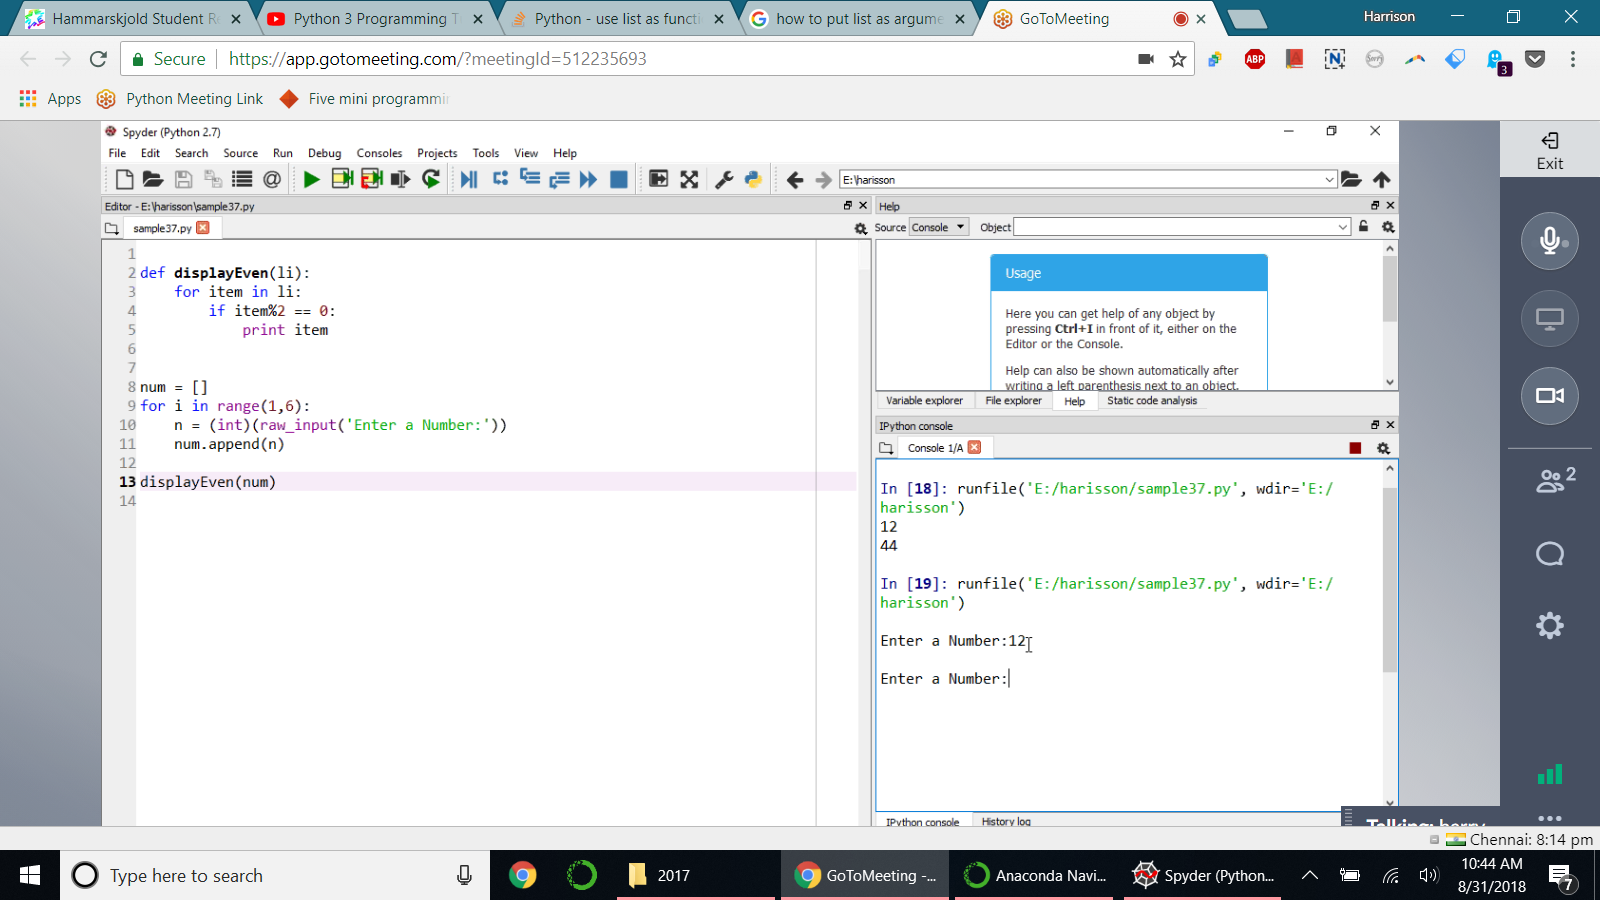 Hammarskjold Student R
Python 3 Programming T
Python - use list as functi
how to put list as argume
GoToMeeting
Harrison
Secure
https://app.gotomeeting.com/?meetingId=512235693
ABP
N
3
Apps
Python Meeting Link
Five mini programmi
Spyder (Python 2.7)
File Edit Search Source Run Debug Consoles Projects Tools View Help
E:\harisson
Editor - E:\harisson\sample37.py
sample37.py
1
2 def displayEven(li):
3     for item in li:
4         if item%2 == 0:
5             print item
6
7
8 num = []
9 for i in range(1,6):
10     n = (int)(raw_input('Enter a Number:'))
11     num.append(n)
12
13 displayEven(num)
14
Help
Source Console Object
Usage
Here you can get help of any object by
pressing Ctrl+I in front of it, either on the
Editor or the Console.
Help can also be shown automatically after
writing a left parenthesis next to an object.
Variable explorer File explorer Help Static code analysis
IPython console
Console 1/A
In [18]: runfile('E:/harisson/sample37.py', wdir='E:/
harisson')
12
44
In [19]: runfile('E:/harisson/sample37.py', wdir='E:/
harisson')
Enter a Number:12
Enter a Number:
IPython console History log
Exit
2
Talking: harry
Chennai: 8:14 pm
Type here to search
2017
GoToMeeting -...
Anaconda Navi...
Spyder (Python...
10:44 AM
8/31/2018
7